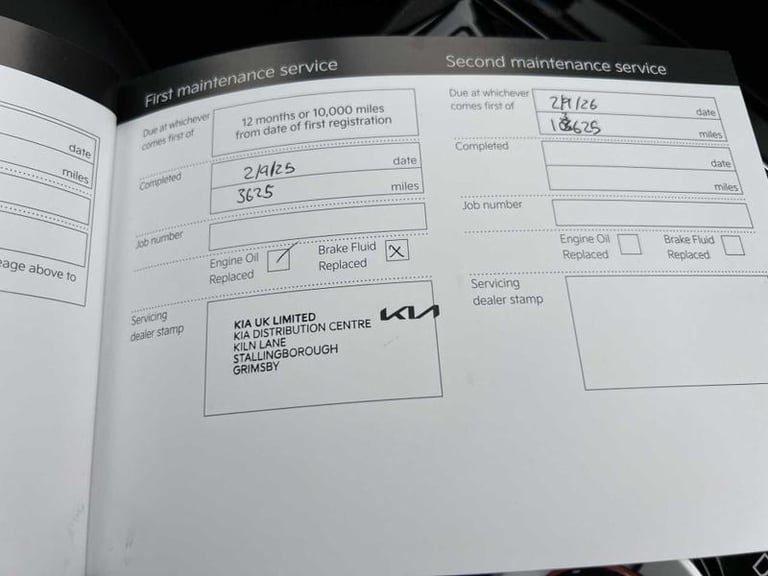 date
miles
eage above to
First maintenance service
Due at whichever comes first of
12 months or 10,000 miles
from date of first registration
Completed
2/9/25 date
3625 miles
Job number
Engine Oil Replaced
Brake Fluid Replaced
Servicing dealer stamp
KIA UK LIMITED
KIA DISTRIBUTION CENTRE
KILN LANE
STALLINGBOROUGH
GRIMSBY
KIA
Second maintenance service
Due at whichever comes first of
2/9/26 date
miles
Completed
date
miles
Job number
Engine Oil Replaced
Brake Fluid Replaced
Servicing dealer stamp